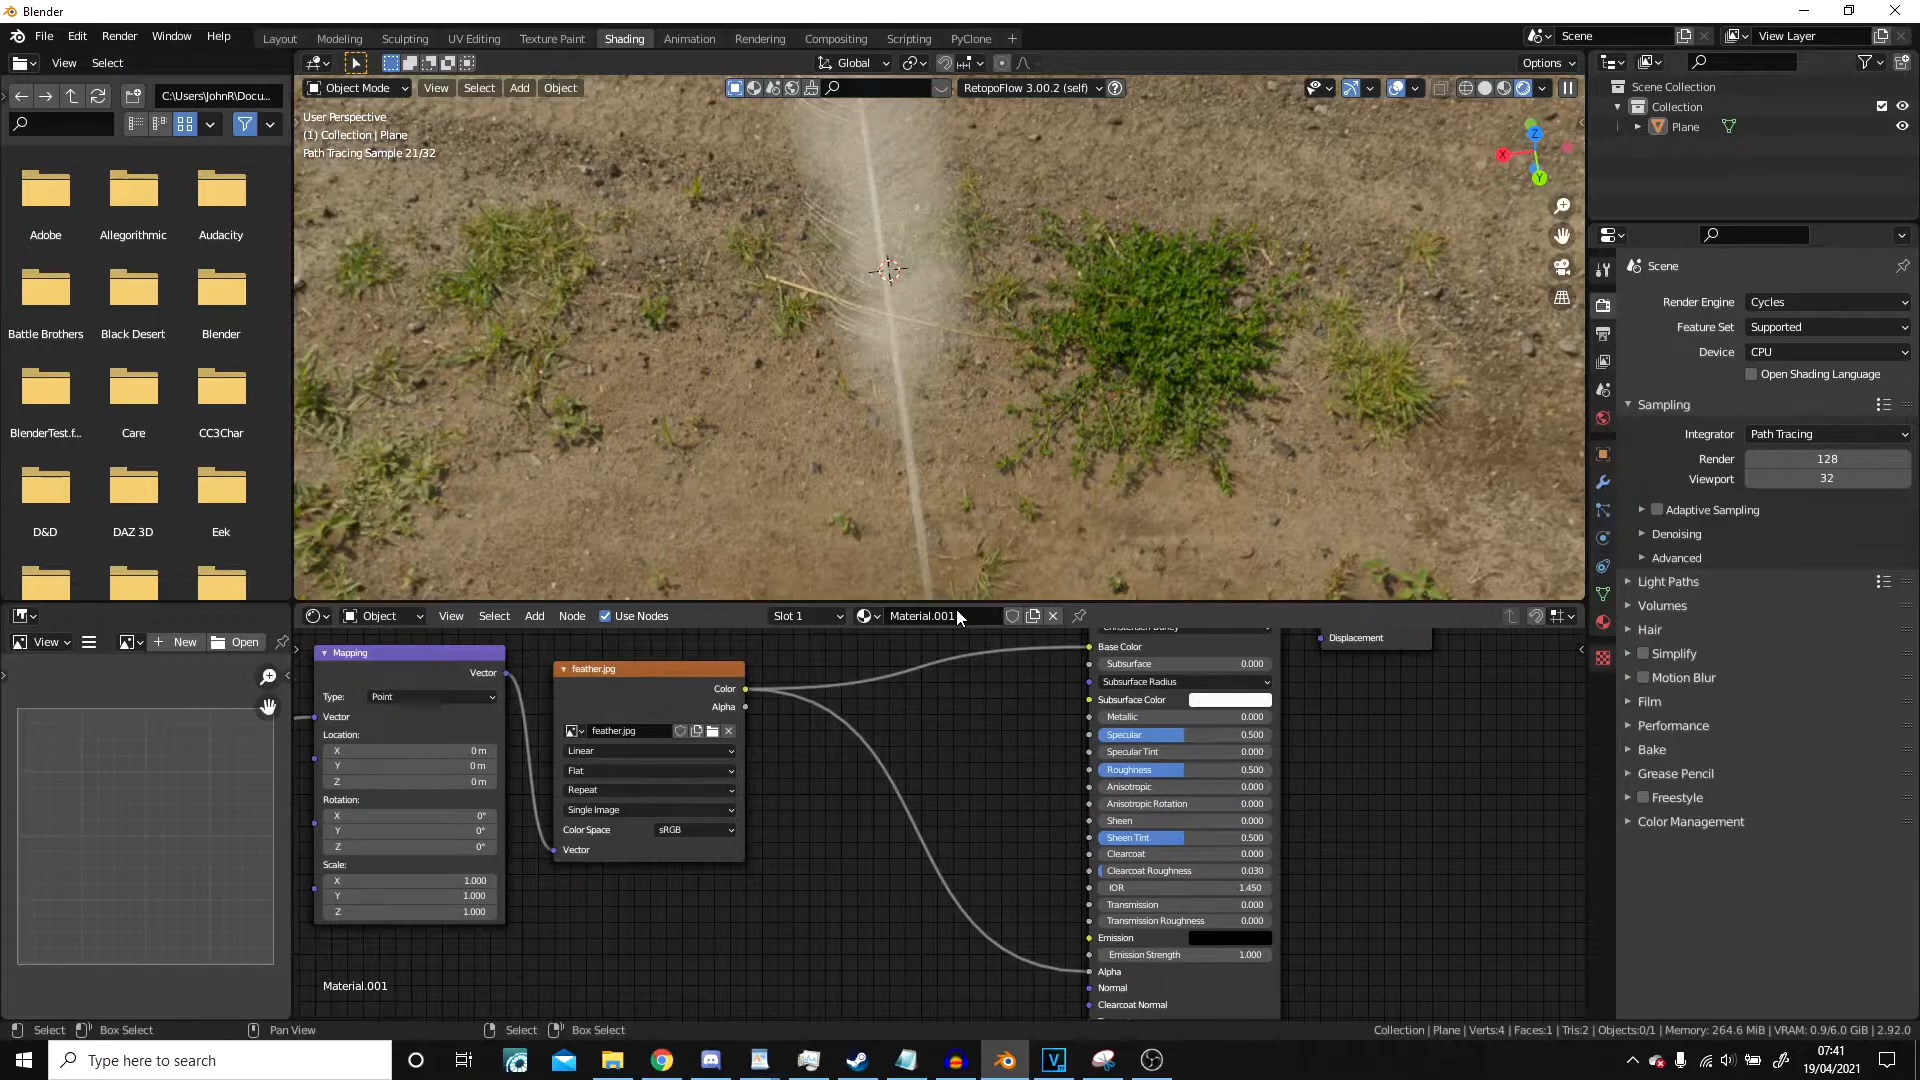 Blender
File Edit Render Window Help
Layout Modeling Sculpting UV Editing Texture Paint Shading Animation Rendering Compositing Scripting PyClone
Scene
View Layer
View Select
Global
Options
C:\Users\JohnR\Docu...
Object Mode View Select Add Object
RetopoFlow 3.00.2 (self)
User Perspective
(1) Collection | Plane
Path Tracing Sample 21/32
X
Y
Z
Adobe Allegorithmic Audacity
Battle Brothers Black Desert Blender
BlenderTest.f... Care CC3Char
D&D DAZ 3D Eek
Scene Collection
Collection
Plane
Scene
Render Engine Cycles
Feature Set Supported
Device CPU
Open Shading Language
Sampling
Integrator Path Tracing
Render 128
Viewport 32
Adaptive Sampling
Denoising
Advanced
Light Paths
Volumes
Hair
Simplify
Motion Blur
Film
Performance
Bake
Grease Pencil
Freestyle
Color Management
View New Open
Object View Select Add Node Use Nodes Slot 1 Material.001
Mapping
Vector
Type: Point
Vector
Location:
X 0 m
Y 0 m
Z 0 m
Rotation:
X 0°
Y 0°
Z 0°
Scale:
X 1.000
Y 1.000
Z 1.000
feather.jpg
Color
Alpha
feather.jpg
Linear
Flat
Repeat
Single Image
Color Space sRGB
Vector
Base Color
Subsurface 0.000
Subsurface Radius
Subsurface Color
Metallic 0.000
Specular 0.500
Specular Tint 0.000
Roughness 0.500
Anisotropic 0.000
Anisotropic Rotation 0.000
Sheen 0.000
Sheen Tint 0.500
Clearcoat 0.000
Clearcoat Roughness 0.030
IOR 1.450
Transmission 0.000
Transmission Roughness 0.000
Emission
Emission Strength 1.000
Alpha
Normal
Clearcoat Normal
Displacement
Material.001
Select Box Select Pan View Select Box Select
Collection | Plane | Verts:4 | Faces:1 | Tris:2 | Objects:0/1 | Memory: 264.6 MiB | VRAM: 0.9/6.0 GiB | 2.92.0
Type here to search
07:41
19/04/2021